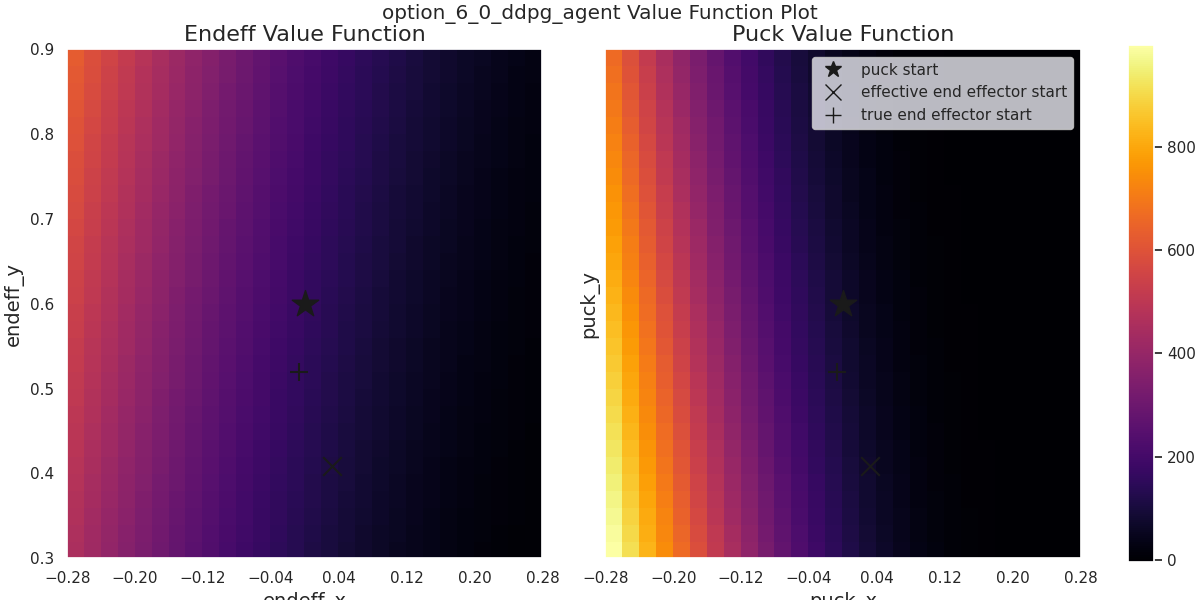 option_6_0_ddpg_agent Value Function Plot
Endeff Value Function
Puck Value Function
puck start
effective end effector start
true end effector start
endeff_y
0.9
0.8
0.7
0.6
0.5
0.4
0.3
−0.28 −0.20 −0.12 −0.04 0.04 0.12 0.20 0.28
endeff_x
puck_y
−0.28 −0.20 −0.12 −0.04 0.04 0.12 0.20 0.28
puck_x
800
600
400
200
0